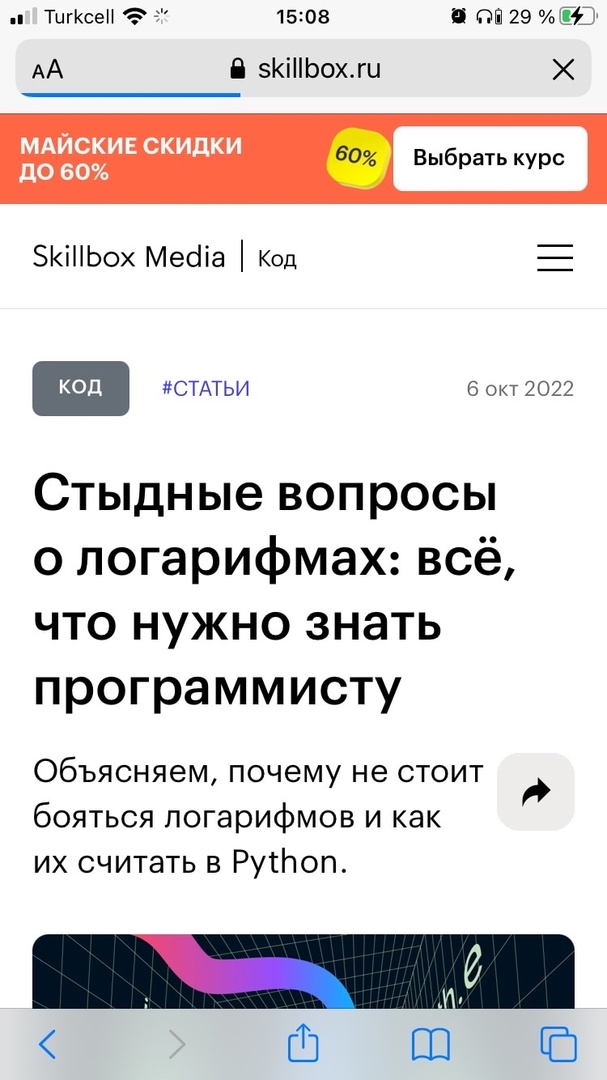 Turkcell 15:08 29 %
AA skillbox.ru
МАЙСКИЕ СКИДКИ
ДО 60%
60%
Выбрать курс
Skillbox Media | Код
КОД #СТАТЬИ 6 окт 2022
Стыдные вопросы
о логарифмах: всё,
что нужно знать
программисту
Объясняем, почему не стоит
бояться логарифмов и как
их считать в Python.